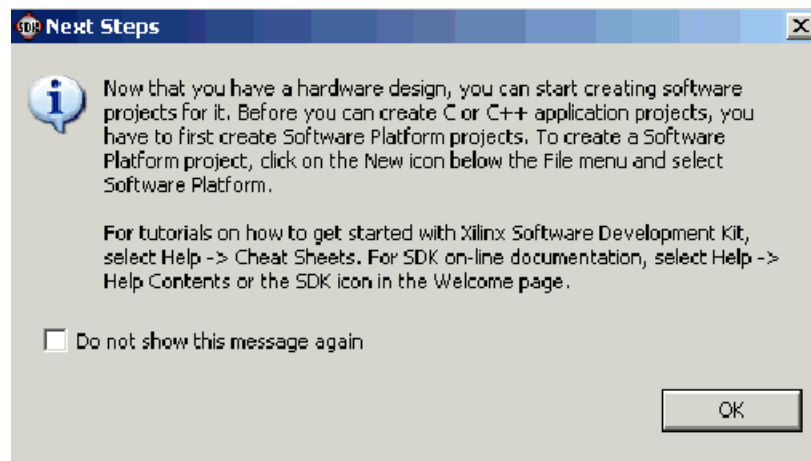 SDK Next Steps
Now that you have a hardware design, you can start creating software
projects for it. Before you can create C or C++ application projects, you
have to first create Software Platform projects. To create a Software
Platform project, click on the New icon below the File menu and select
Software Platform.
For tutorials on how to get started with Xilinx Software Development Kit,
select Help -> Cheat Sheets. For SDK on-line documentation, select Help ->
Help Contents or the SDK icon in the Welcome page.
Do not show this message again
OK